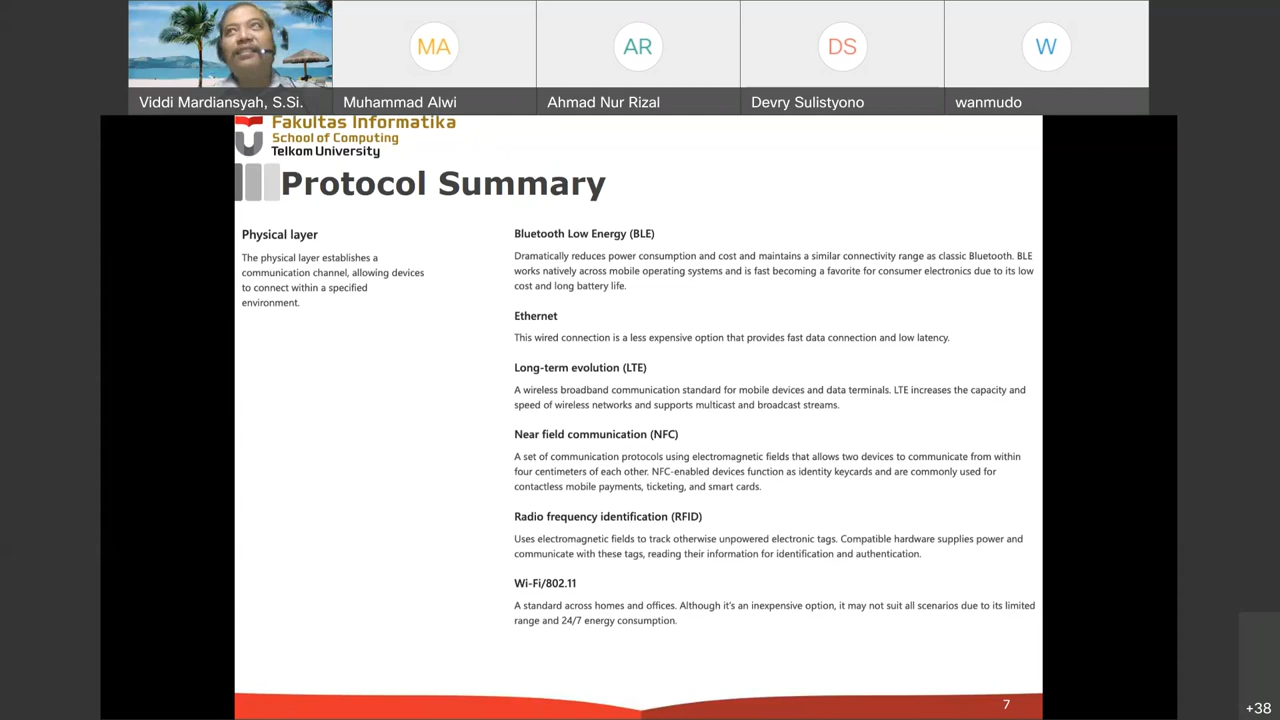 MA
AR
DS
W
Viddi Mardiansyah, S.Si.
Muhammad Alwi
Ahmad Nur Rizal
Devry Sulistyono
wanmudo
Fakultas Informatika
School of Computing
Telkom University
Protocol Summary
Physical layer
The physical layer establishes a
communication channel, allowing devices
to connect within a specified
environment.
Bluetooth Low Energy (BLE)
Dramatically reduces power consumption and cost and maintains a similar connectivity range as classic Bluetooth. BLE
works natively across mobile operating systems and is fast becoming a favorite for consumer electronics due to its low
cost and long battery life.
Ethernet
This wired connection is a less expensive option that provides fast data connection and low latency.
Long-term evolution (LTE)
A wireless broadband communication standard for mobile devices and data terminals. LTE increases the capacity and
speed of wireless networks and supports multicast and broadcast streams.
Near field communication (NFC)
A set of communication protocols using electromagnetic fields that allows two devices to communicate from within
four centimeters of each other. NFC-enabled devices function as identity keycards and are commonly used for
contactless mobile payments, ticketing, and smart cards.
Radio frequency identification (RFID)
Uses electromagnetic fields to track otherwise unpowered electronic tags. Compatible hardware supplies power and
communicate with these tags, reading their information for identification and authentication.
Wi-Fi/802.11
A standard across homes and offices. Although it's an inexpensive option, it may not suit all scenarios due to its limited
range and 24/7 energy consumption.
7
+38